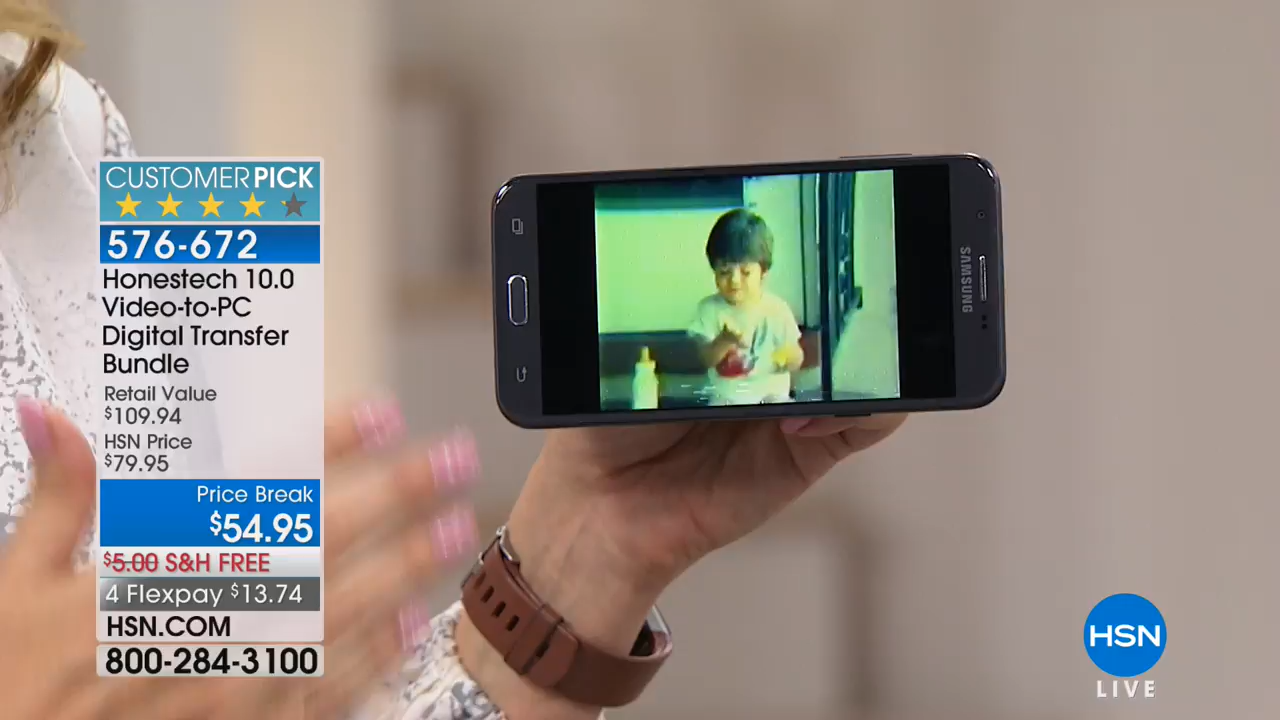 CUSTOMERPICK
576-672
Honestech 10.0
Video-to-PC
Digital Transfer
Bundle
Retail Value
$109.94
HSN Price
$79.95
Price Break
$54.95
$5.00 S&H FREE
4 Flexpay $13.74
HSN.COM
800-284-3100
SAMSUNG
HSN
LIVE